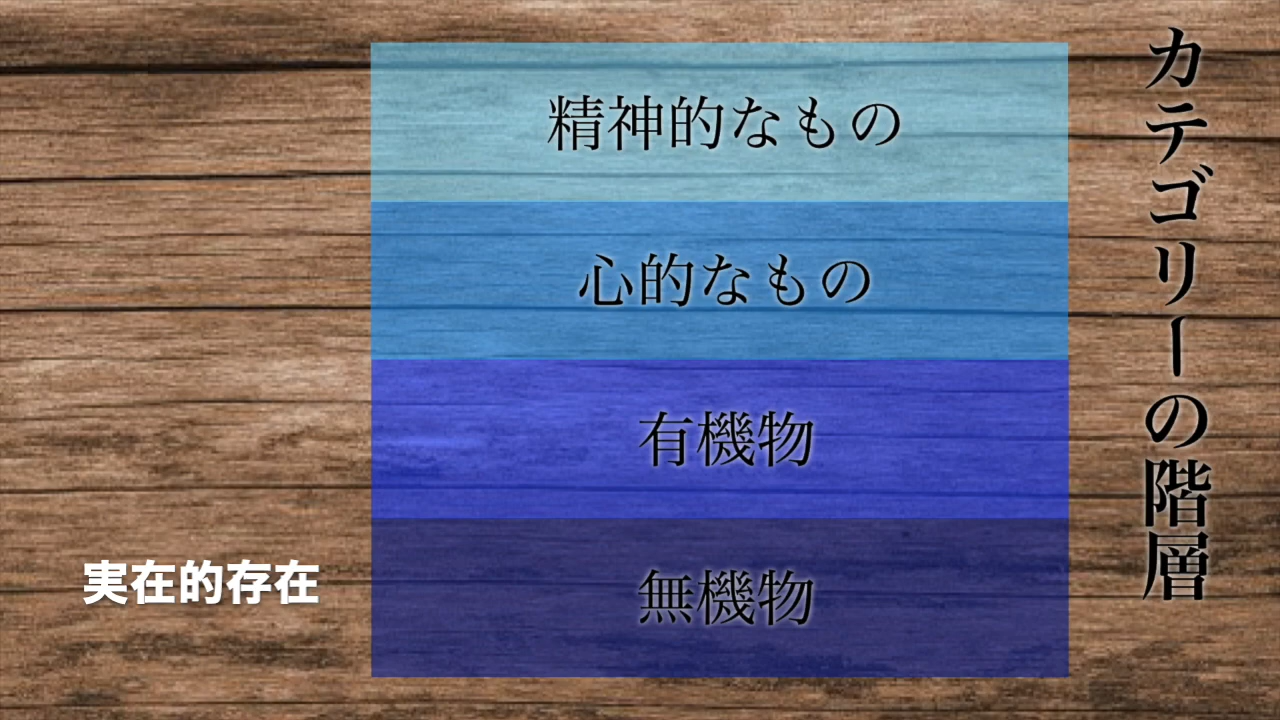 カテゴリーの階層
精神的なもの
心的なもの
有機物
無機物
実在的存在